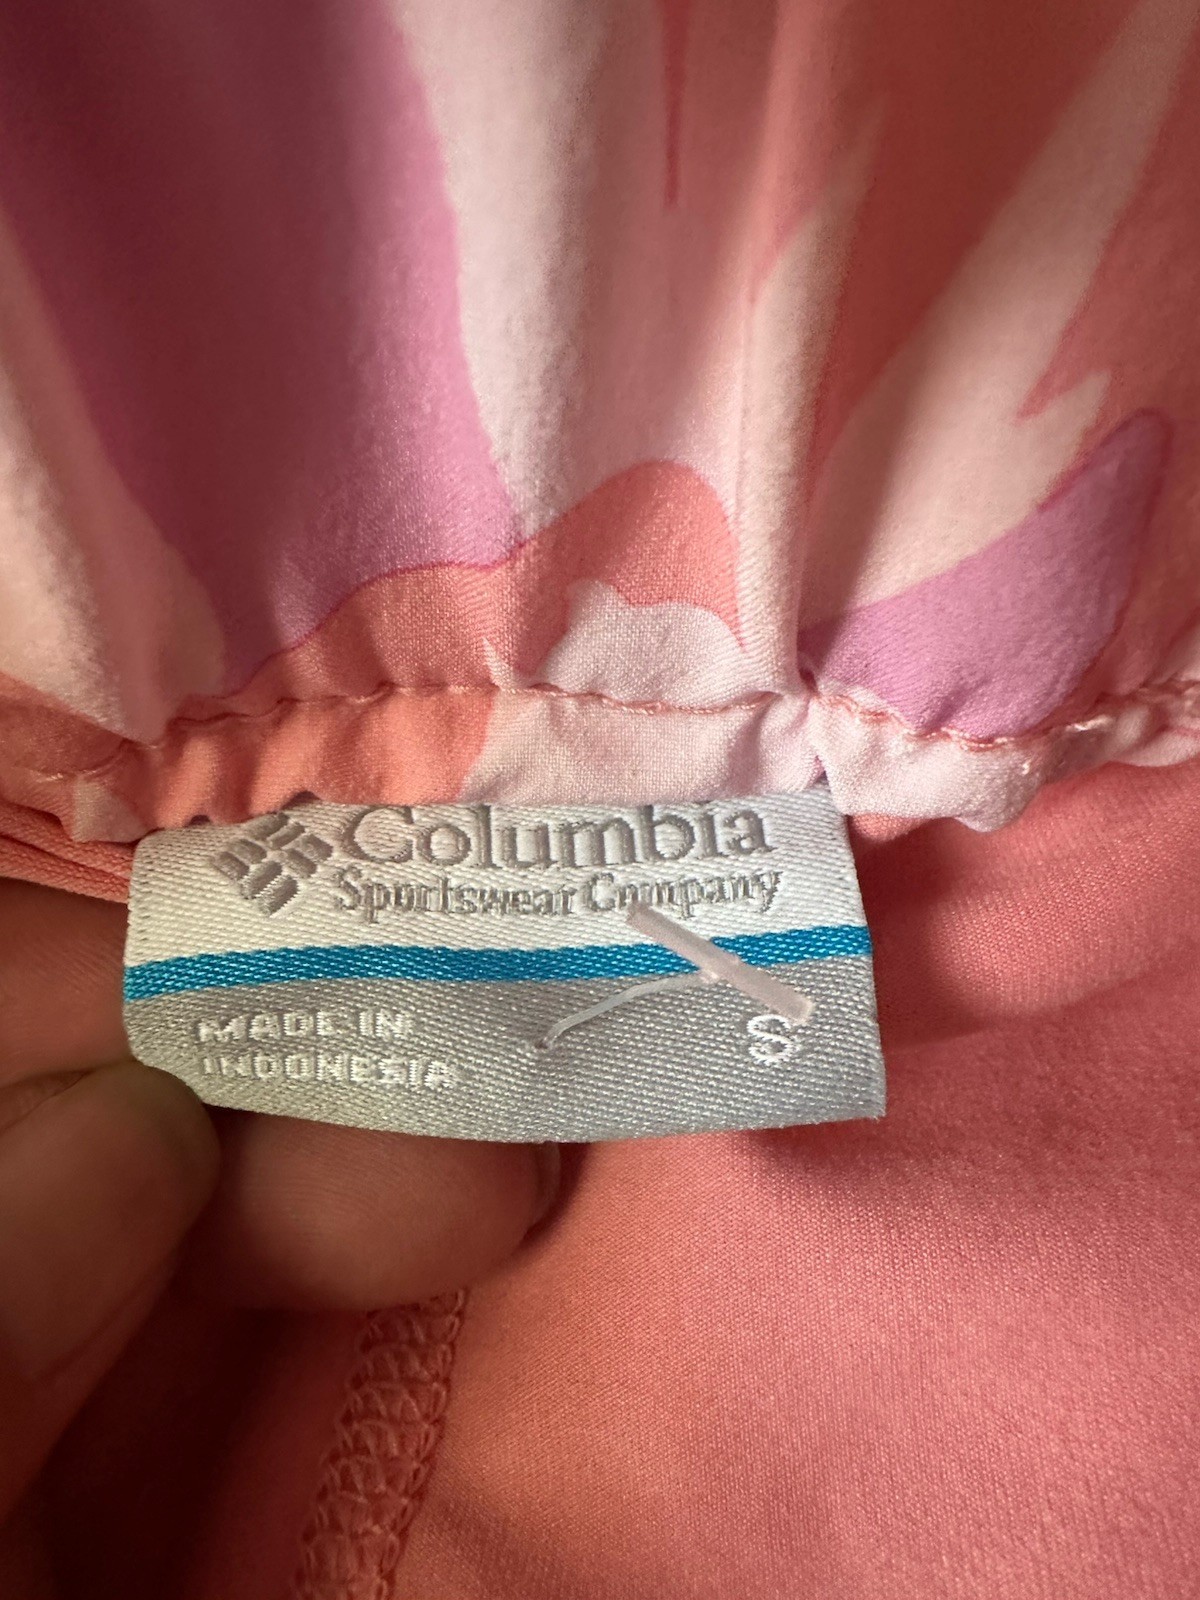 Columbia
Sportswear Company
MADE IN
INDONESIA
S